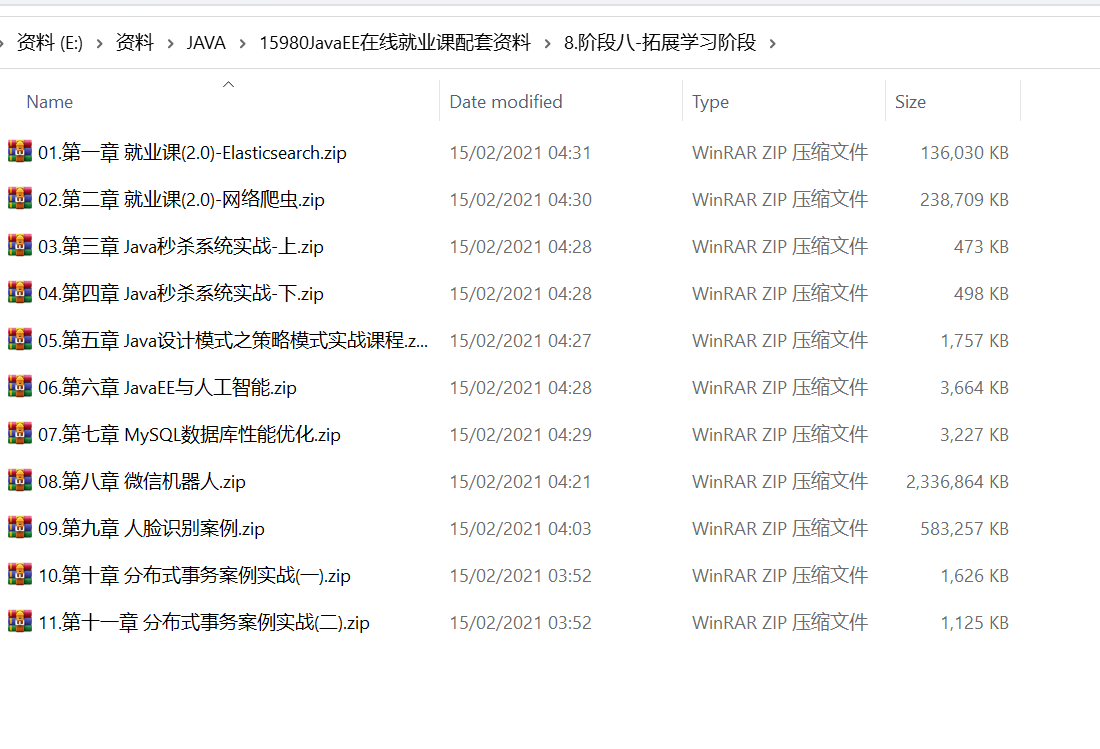 资料 (E:) > 资料 > JAVA > 15980JavaEE在线就业课配套资料 > 8.阶段八-拓展学习阶段 >
Name Date modified Type Size
01.第一章 就业课(2.0)-Elasticsearch.zip 15/02/2021 04:31 WinRAR ZIP 压缩文件 136,030 KB
02.第二章 就业课(2.0)-网络爬虫.zip 15/02/2021 04:30 WinRAR ZIP 压缩文件 238,709 KB
03.第三章 Java秒杀系统实战-上.zip 15/02/2021 04:28 WinRAR ZIP 压缩文件 473 KB
04.第四章 Java秒杀系统实战-下.zip 15/02/2021 04:28 WinRAR ZIP 压缩文件 498 KB
05.第五章 Java设计模式之策略模式实战课程.z... 15/02/2021 04:27 WinRAR ZIP 压缩文件 1,757 KB
06.第六章 JavaEE与人工智能.zip 15/02/2021 04:28 WinRAR ZIP 压缩文件 3,664 KB
07.第七章 MySQL数据库性能优化.zip 15/02/2021 04:29 WinRAR ZIP 压缩文件 3,227 KB
08.第八章 微信机器人.zip 15/02/2021 04:21 WinRAR ZIP 压缩文件 2,336,864 KB
09.第九章 人脸识别案例.zip 15/02/2021 04:03 WinRAR ZIP 压缩文件 583,257 KB
10.第十章 分布式事务案例实战(一).zip 15/02/2021 03:52 WinRAR ZIP 压缩文件 1,626 KB
11.第十一章 分布式事务案例实战(二).zip 15/02/2021 03:52 WinRAR ZIP 压缩文件 1,125 KB